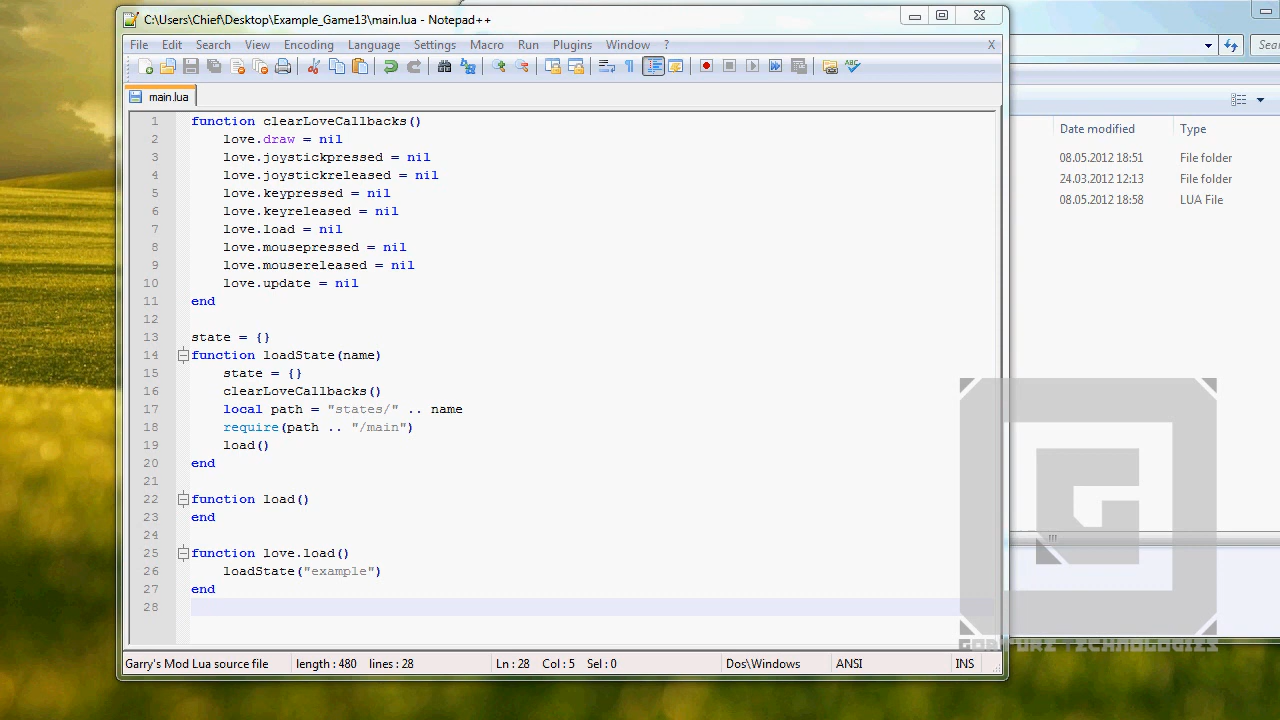 C:\Users\Chief\Desktop\Example_Game13\main.lua - Notepad++
File Edit Search View Encoding Language Settings Macro Run Plugins Window ? X
main.lua
1 function clearLoveCallbacks()
2 love.draw = nil
3 love.joystickpressed = nil
4 love.joystickreleased = nil
5 love.keypressed = nil
6 love.keyreleased = nil
7 love.load = nil
8 love.mousepressed = nil
9 love.mousereleased = nil
10 love.update = nil
11 end
12
13 state = {}
14 function loadState(name)
15 state = {}
16 clearLoveCallbacks()
17 local path = "states/" .. name
18 require(path .. "/main")
19 load()
20 end
21
22 function load()
23 end
24
25 function love.load()
26 loadState("example")
27 end
28
Garry's Mod Lua source file length : 480 lines : 28 Ln : 28 Col : 5 Sel : 0 Dos\Windows ANSI INS
Sea
Date modified Type
08.05.2012 18:51 File folder
24.03.2012 12:13 File folder
08.05.2012 18:58 LUA File